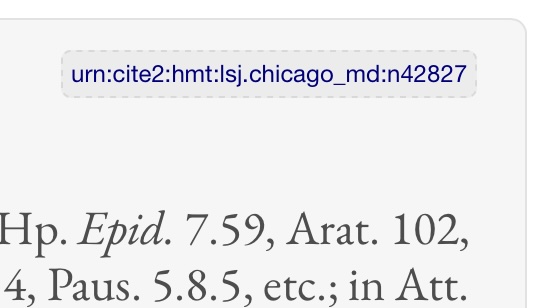 urn:cite2:hmt:lsj.chicago_md:n42827
Hp. Epid. 7.59, Arat. 102,
4, Paus. 5.8.5, etc.; in Att.